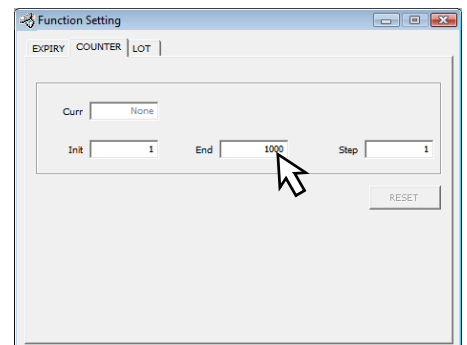 Function Setting
EXPIRY COUNTER LOT
Curr None
Init 1 End 1000 Step 1
RESET